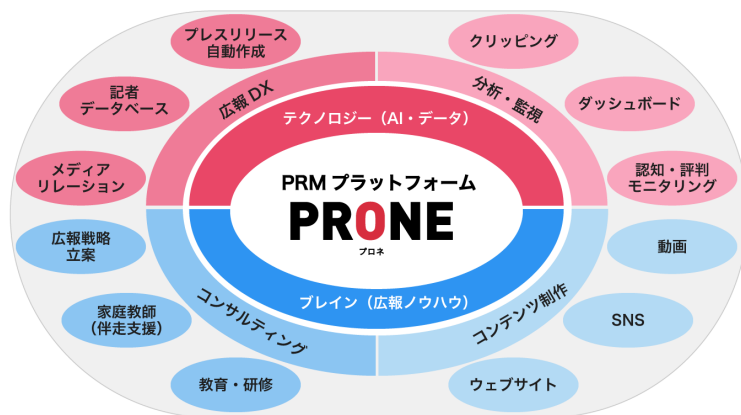 プレスリリース
自動作成
クリッピング
記者
データベース
ダッシュボード
広報 DX
分析・監視
テクノロジー（AI・データ）
メディア
リレーション
認知・評判
モニタリング
PRM プラットフォーム
PRONE
プロネ
広報戦略
立案
動画
ブレイン（広報ノウハウ）
コンサルティング
コンテンツ制作
家庭教師
（伴走支援）
SNS
教育・研修
ウェブサイト